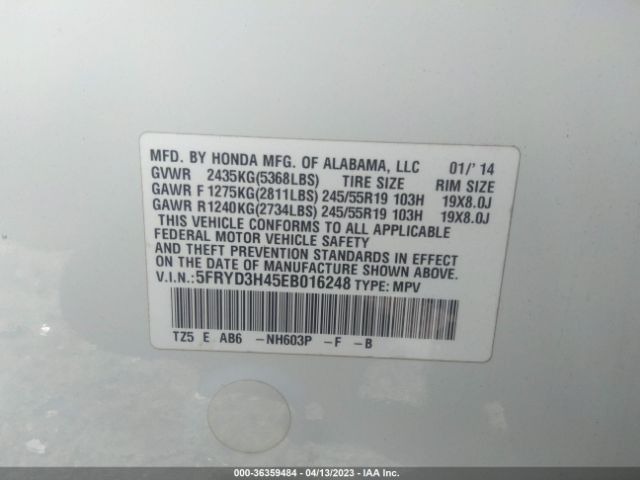 MFD. BY HONDA MFG. OF ALABAMA, LLC 01/' 14
GVWR 2435KG(5368LBS) TIRE SIZE RIM SIZE
GAWR F 1275KG(2811LBS) 245/55R19 103H 19X8.0J
GAWR R1240KG(2734LBS) 245/55R19 103H 19X8.0J
THIS VEHICLE CONFORMS TO ALL APPLICABLE
FEDERAL MOTOR VEHICLE SAFETY
AND THEFT PREVENTION STANDARDS IN EFFECT
ON THE DATE OF MANUFACTURE SHOWN ABOVE.
V.I.N.: 5FRYD3H45EB016248 TYPE: MPV
TZ5 E AB6 -NH603P -F -B
000-36359484 - 04/13/2023 - IAA Inc.